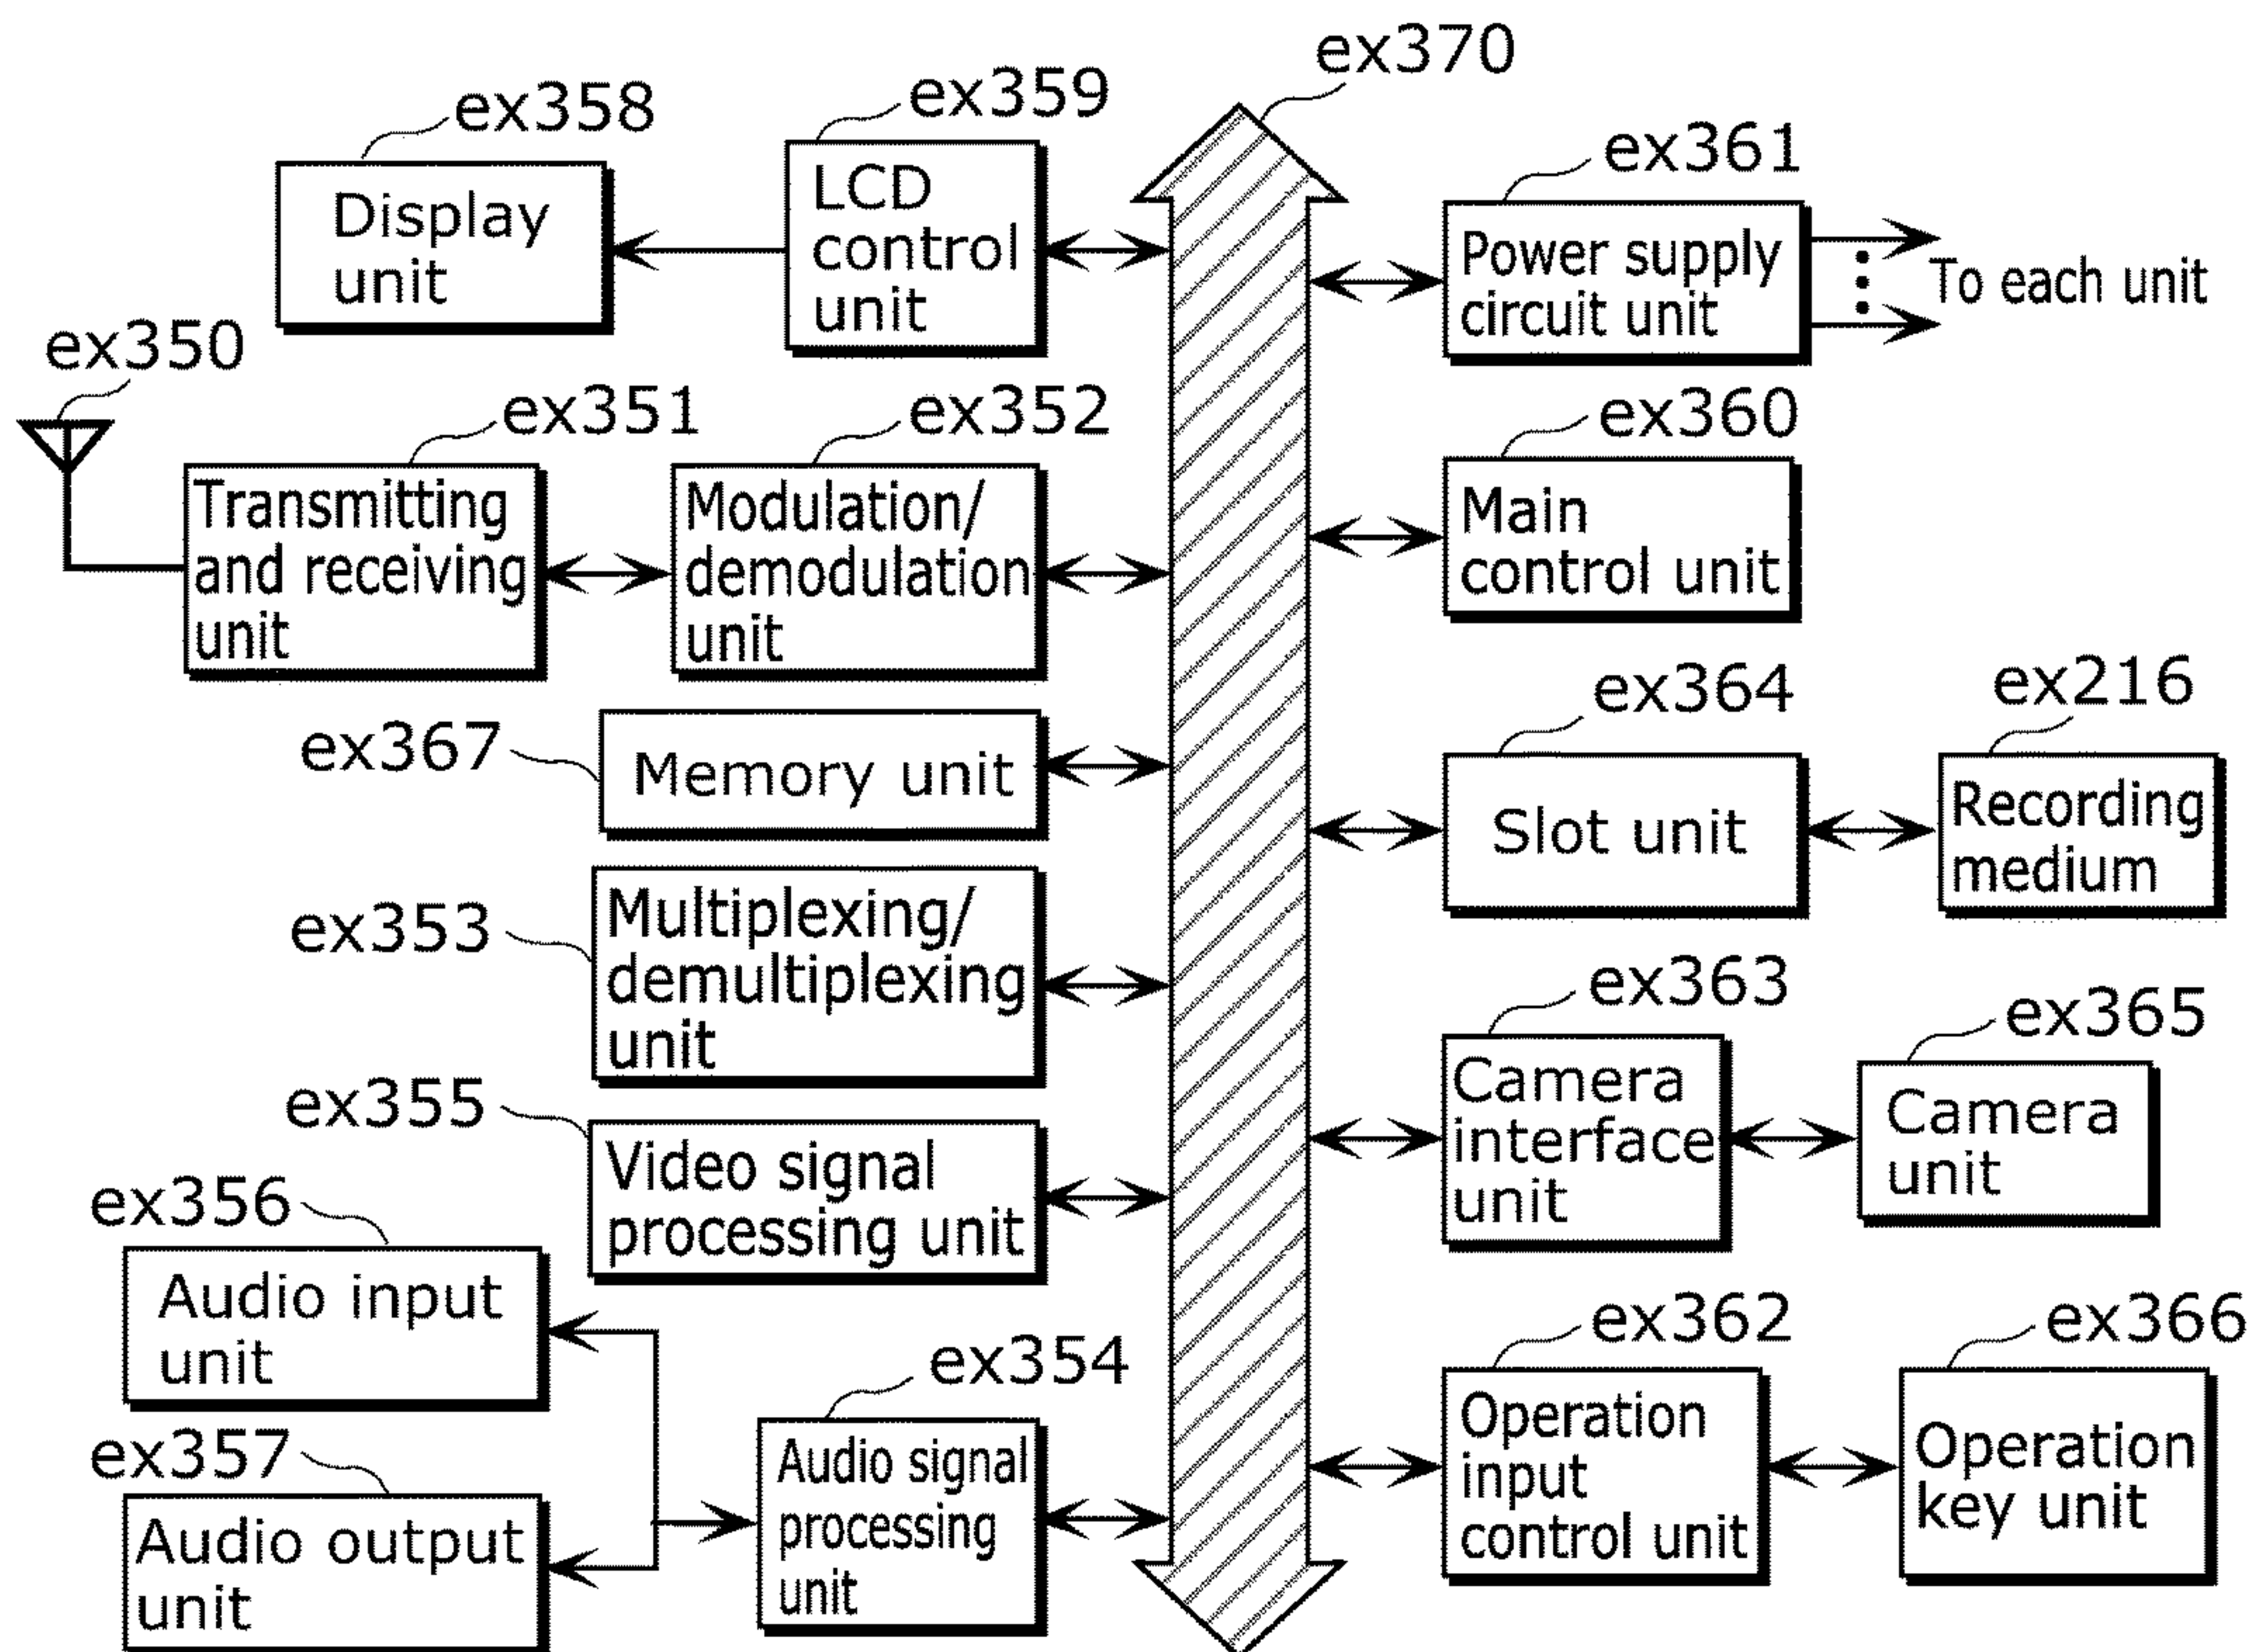 ex370
ex358
ex359
ex361
Display
unit
LCD
control
unit
Power supply
circuit unit
To each unit
ex350
ex351
ex352
ex360
Transmitting
and receiving
unit
Modulation/
demodulation
unit
Main
control unit
ex364
ex216
ex367
Memory unit
Slot unit
Recording
medium
ex353
Multiplexing/
demultiplexing
unit
ex363
ex365
ex355
Video signal
processing unit
Camera
interface
unit
Camera
unit
ex356
Audio input
unit
ex354
ex362
ex366
ex357
Audio output
unit
Audio signal
processing
unit
Operation
input
control unit
Operation
key unit